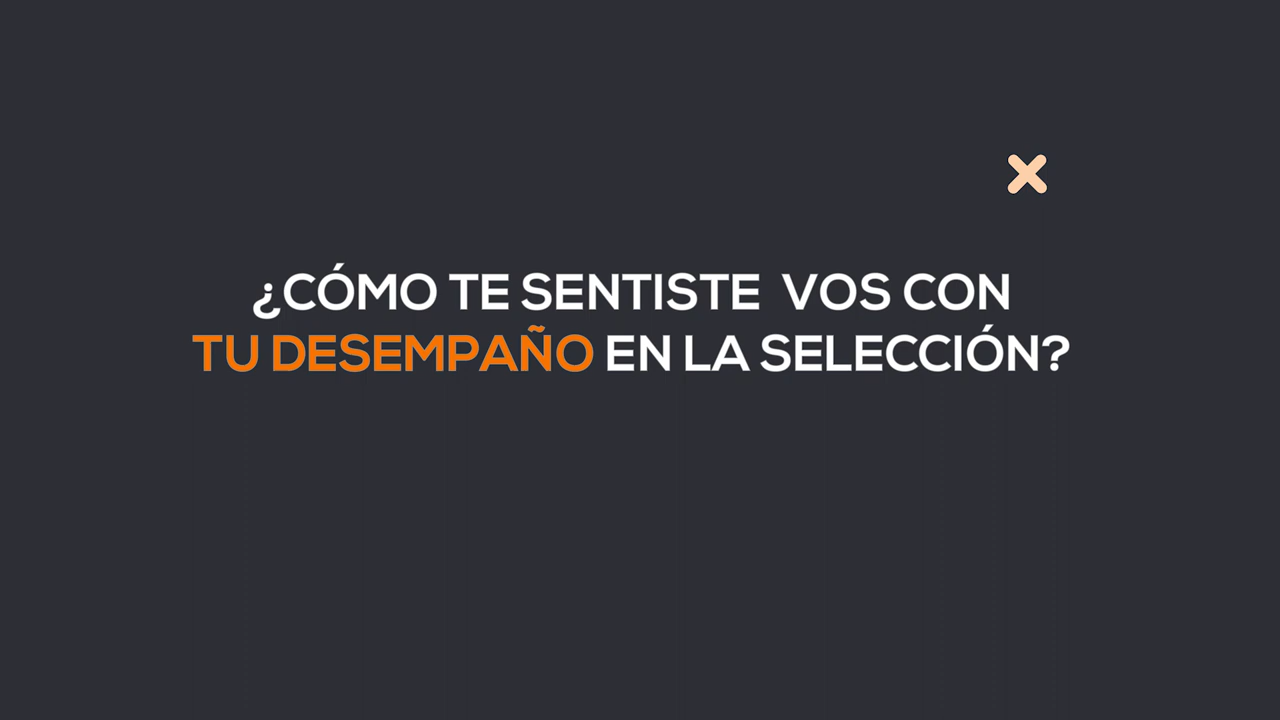 ¿CÓMO TE SENTISTE  VOS CON
TU DESEMPAÑO EN LA SELECCIÓN?